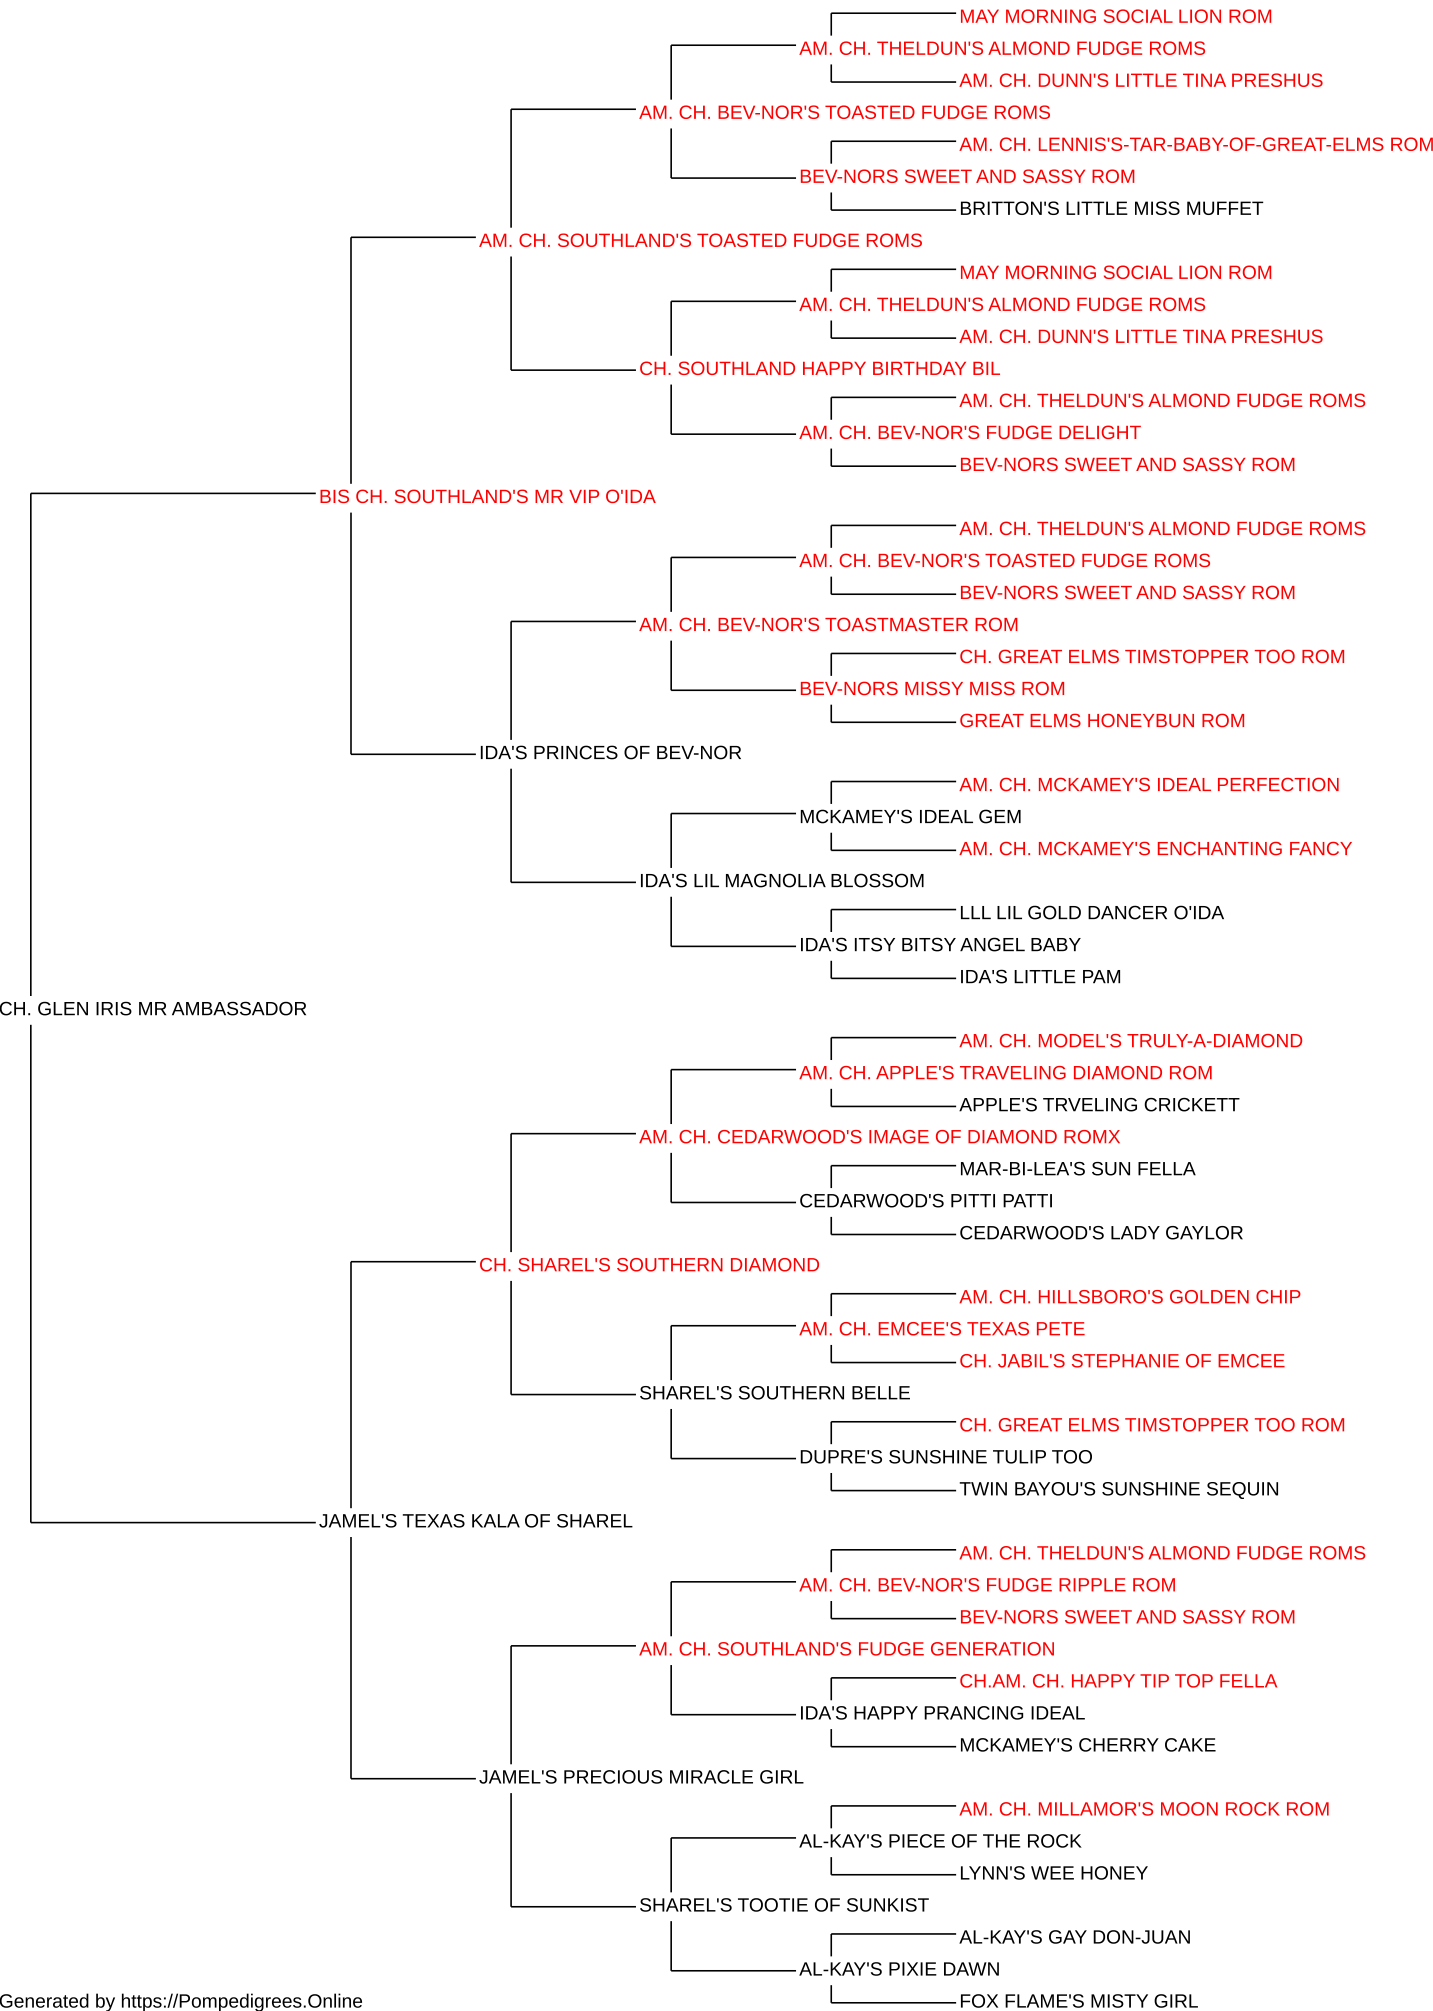 MAY MORNING SOCIAL LION ROM
AM. CH. THELDUN'S ALMOND FUDGE ROMS
AM. CH. DUNN'S LITTLE TINA PRESHUS
AM. CH. BEV-NOR'S TOASTED FUDGE ROMS
AM. CH. LENNIS'S-TAR-BABY-OF-GREAT-ELMS ROM
BEV-NORS SWEET AND SASSY ROM
BRITTON'S LITTLE MISS MUFFET
AM. CH. SOUTHLAND'S TOASTED FUDGE ROMS
MAY MORNING SOCIAL LION ROM
AM. CH. THELDUN'S ALMOND FUDGE ROMS
AM. CH. DUNN'S LITTLE TINA PRESHUS
CH. SOUTHLAND HAPPY BIRTHDAY BIL
AM. CH. THELDUN'S ALMOND FUDGE ROMS
AM. CH. BEV-NOR'S FUDGE DELIGHT
BEV-NORS SWEET AND SASSY ROM
BIS CH. SOUTHLAND'S MR VIP O'IDA
AM. CH. THELDUN'S ALMOND FUDGE ROMS
AM. CH. BEV-NOR'S TOASTED FUDGE ROMS
BEV-NORS SWEET AND SASSY ROM
AM. CH. BEV-NOR'S TOASTMASTER ROM
CH. GREAT ELMS TIMSTOPPER TOO ROM
BEV-NORS MISSY MISS ROM
GREAT ELMS HONEYBUN ROM
IDA'S PRINCES OF BEV-NOR
AM. CH. MCKAMEY'S IDEAL PERFECTION
MCKAMEY'S IDEAL GEM
AM. CH. MCKAMEY'S ENCHANTING FANCY
IDA'S LIL MAGNOLIA BLOSSOM
LLL LIL GOLD DANCER O'IDA
IDA'S ITSY BITSY ANGEL BABY
IDA'S LITTLE PAM
CH. GLEN IRIS MR AMBASSADOR
AM. CH. MODEL'S TRULY-A-DIAMOND
AM. CH. APPLE'S TRAVELING DIAMOND ROM
APPLE'S TRVELING CRICKETT
AM. CH. CEDARWOOD'S IMAGE OF DIAMOND ROMX
MAR-BI-LEA'S SUN FELLA
CEDARWOOD'S PITTI PATTI
CEDARWOOD'S LADY GAYLOR
CH. SHAREL'S SOUTHERN DIAMOND
AM. CH. HILLSBORO'S GOLDEN CHIP
AM. CH. EMCEE'S TEXAS PETE
CH. JABIL'S STEPHANIE OF EMCEE
SHAREL'S SOUTHERN BELLE
CH. GREAT ELMS TIMSTOPPER TOO ROM
DUPRE'S SUNSHINE TULIP TOO
TWIN BAYOU'S SUNSHINE SEQUIN
JAMEL'S TEXAS KALA OF SHAREL
AM. CH. THELDUN'S ALMOND FUDGE ROMS
AM. CH. BEV-NOR'S FUDGE RIPPLE ROM
BEV-NORS SWEET AND SASSY ROM
AM. CH. SOUTHLAND'S FUDGE GENERATION
CH.AM. CH. HAPPY TIP TOP FELLA
IDA'S HAPPY PRANCING IDEAL
MCKAMEY'S CHERRY CAKE
JAMEL'S PRECIOUS MIRACLE GIRL
AM. CH. MILLAMOR'S MOON ROCK ROM
AL-KAY'S PIECE OF THE ROCK
LYNN'S WEE HONEY
SHAREL'S TOOTIE OF SUNKIST
AL-KAY'S GAY DON-JUAN
AL-KAY'S PIXIE DAWN
FOX FLAME'S MISTY GIRL
Generated by https://Pompedigrees.Online